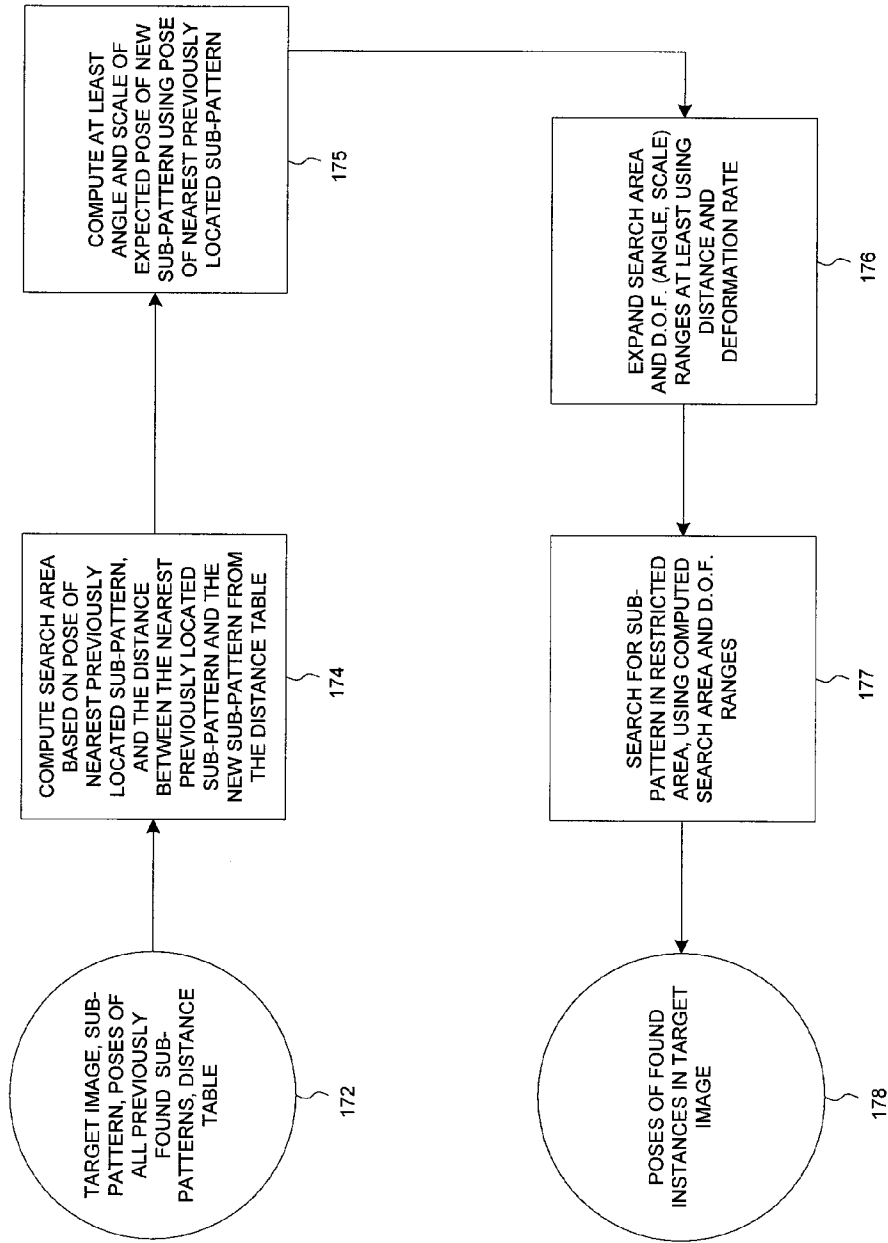 TARGET IMAGE, SUB-
PATTERN, POSES OF
ALL PREVIOUSLY
FOUND SUB-
PATTERNS, DISTANCE
TABLE
172
COMPUTE SEARCH AREA
BASED ON POSE OF
NEAREST PREVIOUSLY
LOCATED SUB-PATTERN,
AND THE DISTANCE
BETWEEN THE NEAREST
PREVIOUSLY LOCATED
SUB-PATTERN AND THE
NEW SUB-PATTERN FROM
THE DISTANCE TABLE
174
COMPUTE AT LEAST
ANGLE AND SCALE OF
EXPECTED POSE OF NEW
SUB-PATTERN USING POSE
OF NEAREST PREVIOUSLY
LOCATED SUB-PATTERN
175
EXPAND SEARCH AREA
AND D.O.F. (ANGLE, SCALE)
RANGES AT LEAST USING
DISTANCE AND
DEFORMATION RATE
176
SEARCH FOR SUB-
PATTERN IN RESTRICTED
AREA, USING COMPUTED
SEARCH AREA AND D.O.F.
RANGES
177
POSES OF FOUND
INSTANCES IN TARGET
IMAGE
178